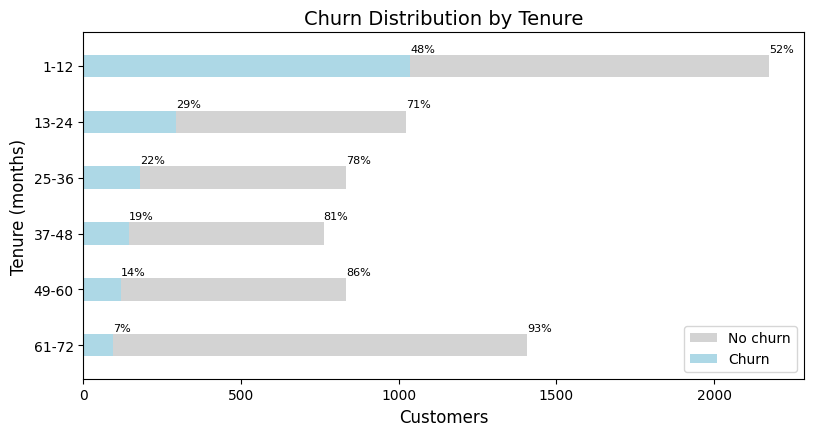 Churn Distribution by Tenure
48% 52%
1-12
29% 71%
13-24
22% 78%
25-36
19% 81%
37-48
14% 86%
49-60
7% 93%
61-72
Tenure (months)
No churn
Churn
0 500 1000 1500 2000
Customers